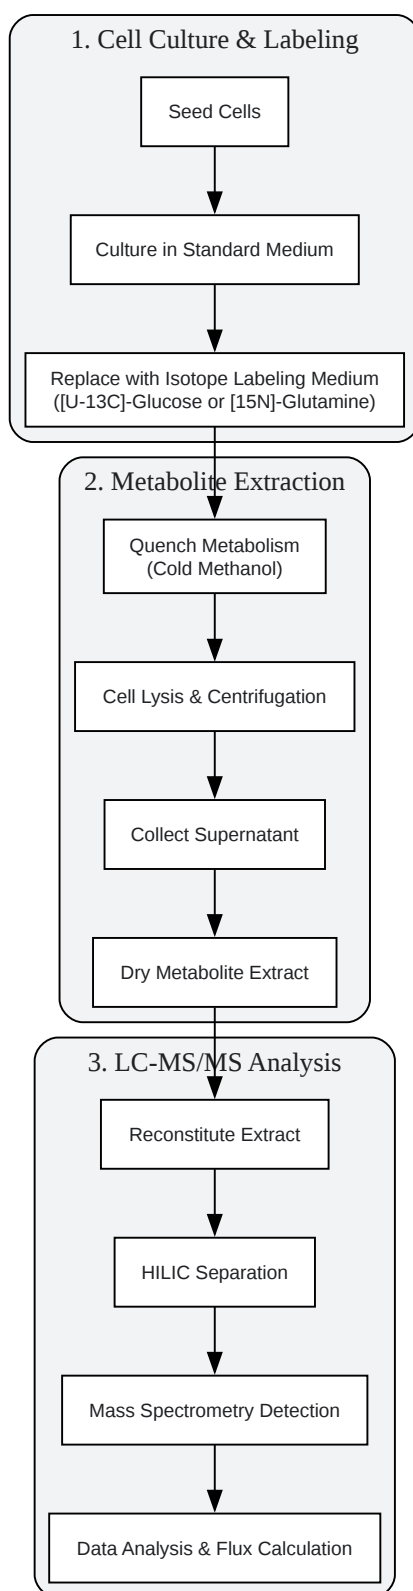 1. Cell Culture & Labeling
Seed Cells
Culture in Standard Medium
Replace with Isotope Labeling Medium
([U-13C]-Glucose or [15N]-Glutamine)
2. Metabolite Extraction
Quench Metabolism
(Cold Methanol)
Cell Lysis & Centrifugation
Collect Supernatant
Dry Metabolite Extract
3. LC-MS/MS Analysis
Reconstitute Extract
HILIC Separation
Mass Spectrometry Detection
Data Analysis & Flux Calculation